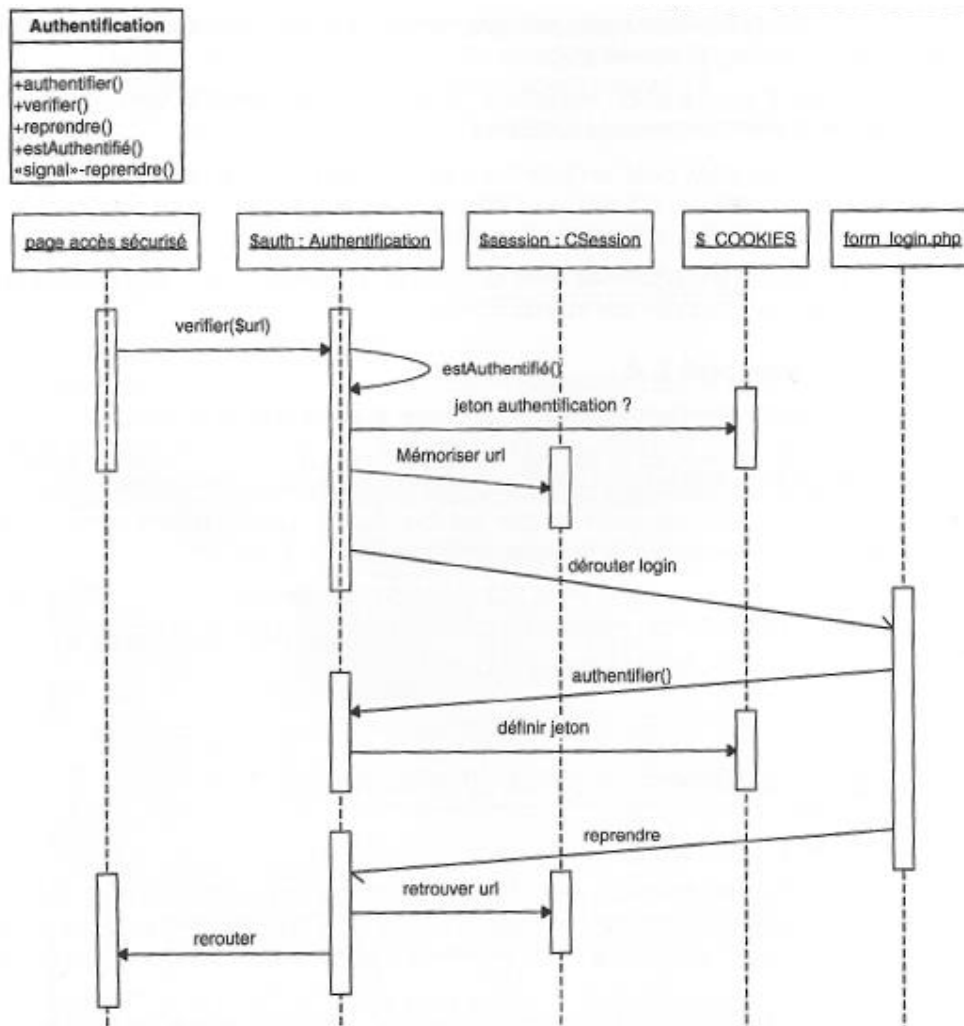 Authentification
+authentifier()
+verifier()
+reprendre()
+estAuthentifié()
«signal»-reprendre()
page accès sécurisé
$auth : Authentification
$session : CSession
$_COOKIES
form_login.php
verifier($url)
estAuthentifié()
jeton authentification ?
Mémoriser url
dérouter login
authentifier()
définir jeton
reprendre
retrouver url
rerouter